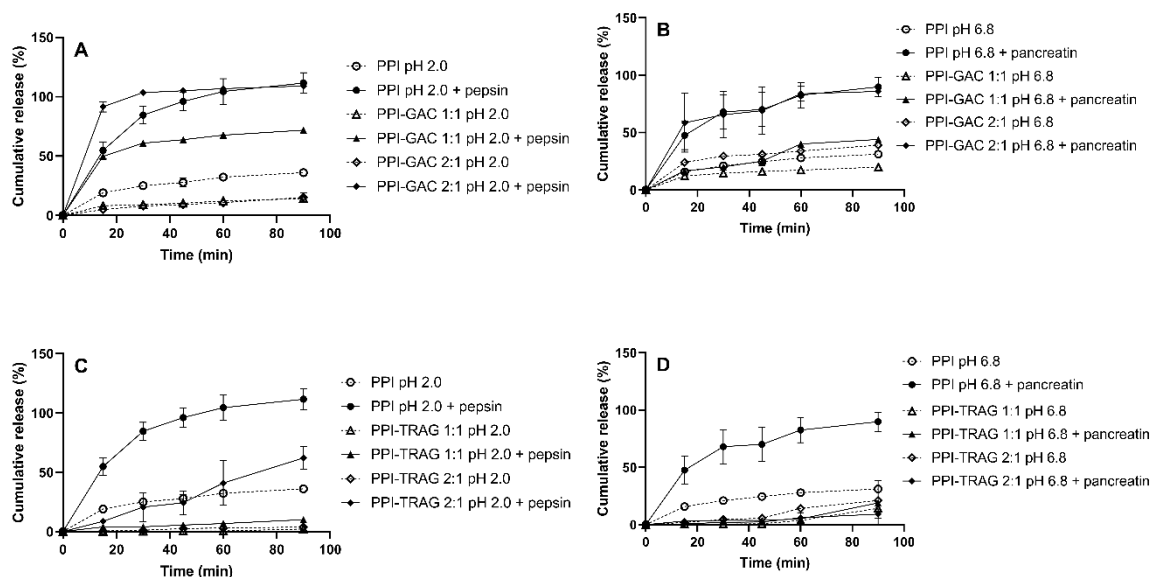 A
Cumulative release (%)
150
100
50
0
0 20 40 60 80 100
Time (min)
PPI pH 2.0
PPI pH 2.0 + pepsin
PPI-GAC 1:1 pH 2.0
PPI-GAC 1:1 pH 2.0 + pepsin
PPI-GAC 2:1 pH 2.0
PPI-GAC 2:1 pH 2.0 + pepsin
B
Cumulative release (%)
150
100
50
0
0 20 40 60 80 100
Time (min)
PPI pH 6.8
PPI pH 6.8 + pancreatin
PPI-GAC 1:1 pH 6.8
PPI-GAC 1:1 pH 6.8 + pancreatin
PPI-GAC 2:1 pH 6.8
PPI-GAC 2:1 pH 6.8 + pancreatin
C
Cumulative release (%)
150
100
50
0
0 20 40 60 80 100
Time (min)
PPI pH 2.0
PPI pH 2.0 + pepsin
PPI-TRAG 1:1 pH 2.0
PPI-TRAG 1:1 pH 2.0 + pepsin
PPI-TRAG 2:1 pH 2.0
PPI-TRAG 2:1 pH 2.0 + pepsin
D
Cumulative release (%)
150
100
50
0
0 20 40 60 80 100
Time (min)
PPI pH 6.8
PPI pH 6.8 + pancreatin
PPI-TRAG 1:1 pH 6.8
PPI-TRAG 1:1 pH 6.8 + pancreatin
PPI-TRAG 2:1 pH 6.8
PPI-TRAG 2:1 pH 6.8 + pancreatin